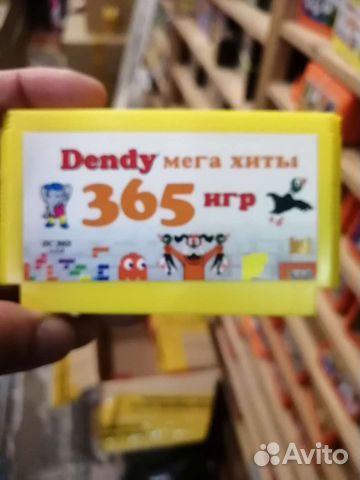 Dendy мега хиты
365 игр
Avito